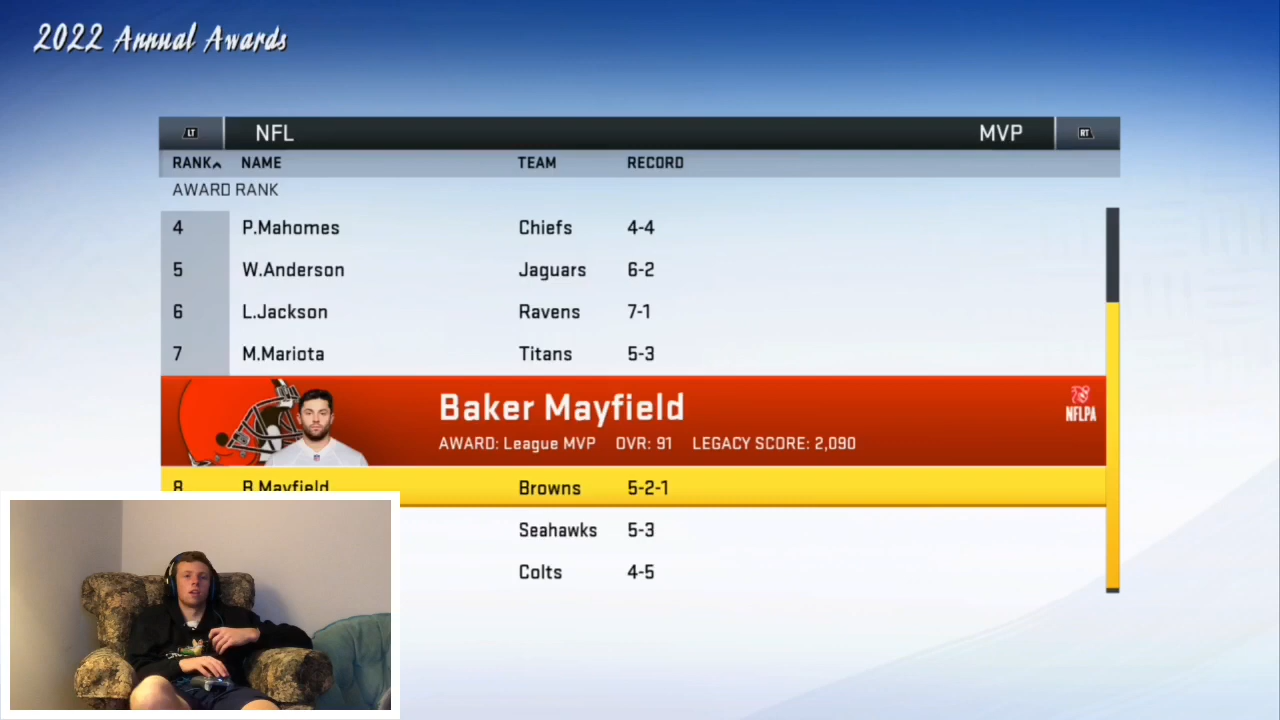 2022 Annual Awards
LT NFL MVP RT
RANK NAME TEAM RECORD
AWARD RANK
4 P.Mahomes Chiefs 4-4
5 W.Anderson Jaguars 6-2
6 L.Jackson Ravens 7-1
7 M.Mariota Titans 5-3
Baker Mayfield
NFLPA
AWARD: League MVP OVR: 91 LEGACY SCORE: 2,090
8 B.Mayfield Browns 5-2-1
Seahawks 5-3
Colts 4-5